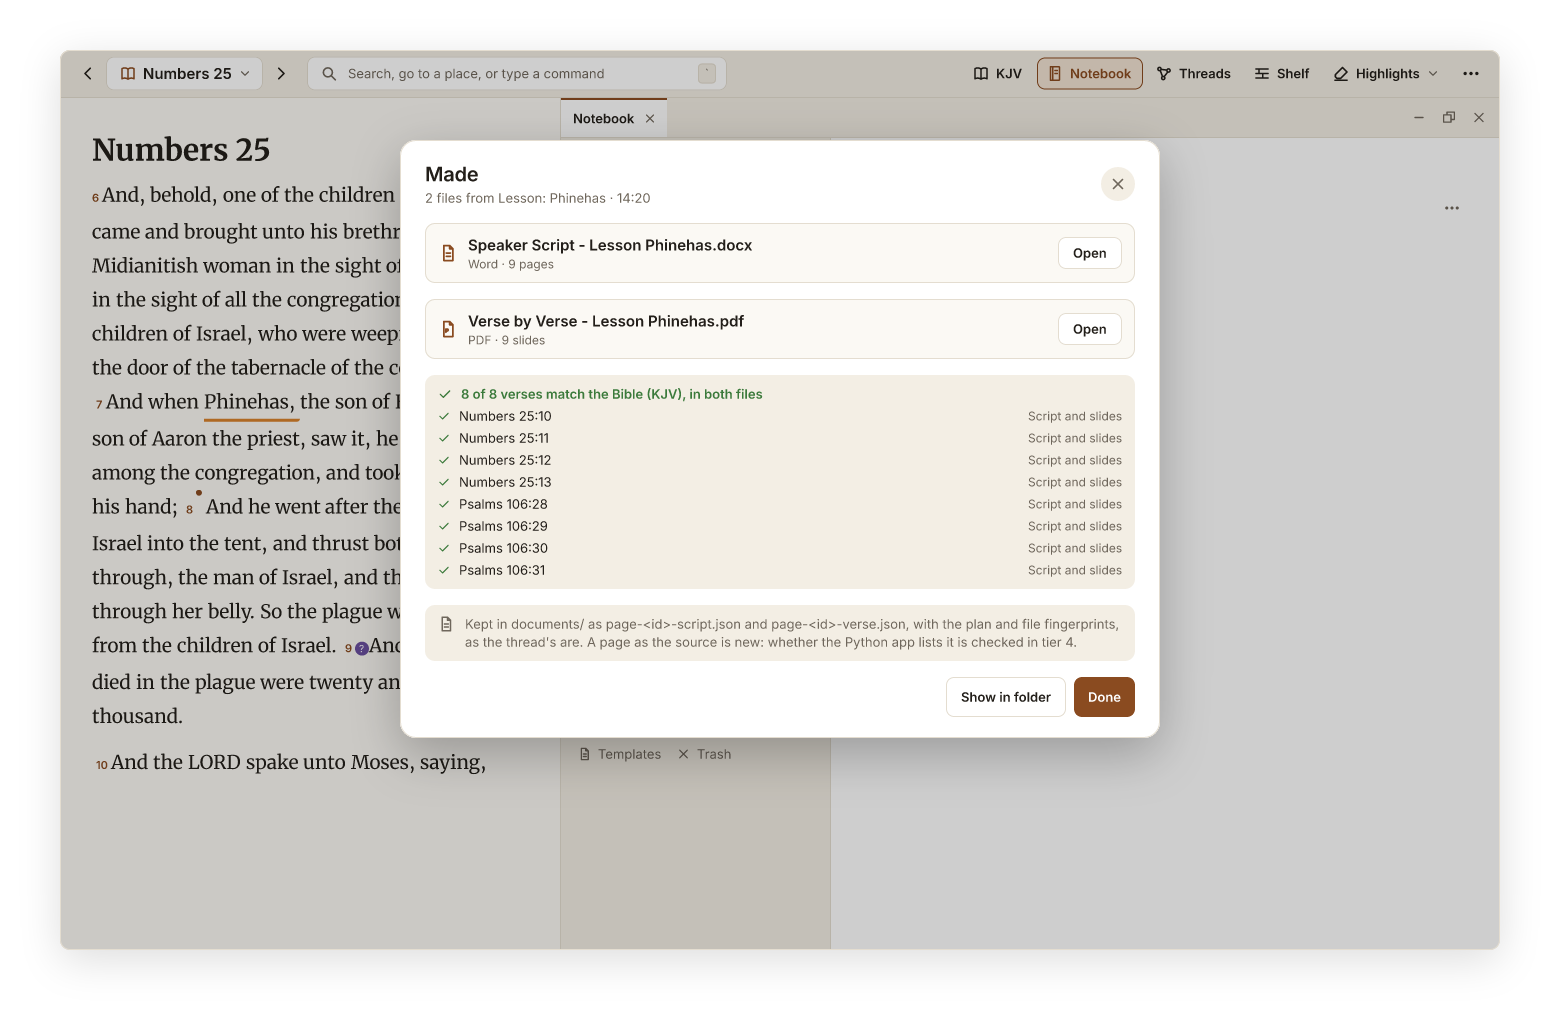 Numbers 25
Search, go to a place, or type a command
KJV
Notebook
Threads
Shelf
Highlights
Notebook
Numbers 25
6 And, behold, one of the children
came and brought unto his brethr
Midianitish woman in the sight of
in the sight of all the congregation
children of Israel, who were weep
the door of the tabernacle of the c
7 And when Phinehas, the son of
son of Aaron the priest, saw it, he
among the congregation, and took
his hand; 8 And he went after the
Israel into the tent, and thrust bot
through, the man of Israel, and th
through her belly. So the plague w
from the children of Israel. 9 ? And
died in the plague were twenty an
thousand.
10 And the LORD spake unto Moses, saying,
Made
2 files from Lesson: Phinehas · 14:20
Speaker Script - Lesson Phinehas.docx
Word · 9 pages
Open
Verse by Verse - Lesson Phinehas.pdf
PDF · 9 slides
Open
8 of 8 verses match the Bible (KJV), in both files
Numbers 25:10 Script and slides
Numbers 25:11 Script and slides
Numbers 25:12 Script and slides
Numbers 25:13 Script and slides
Psalms 106:28 Script and slides
Psalms 106:29 Script and slides
Psalms 106:30 Script and slides
Psalms 106:31 Script and slides
Kept in documents/ as page-<id>-script.json and page-<id>-verse.json, with the plan and file fingerprints,
as the thread's are. A page as the source is new: whether the Python app lists it is checked in tier 4.
Show in folder
Done
Templates
Trash